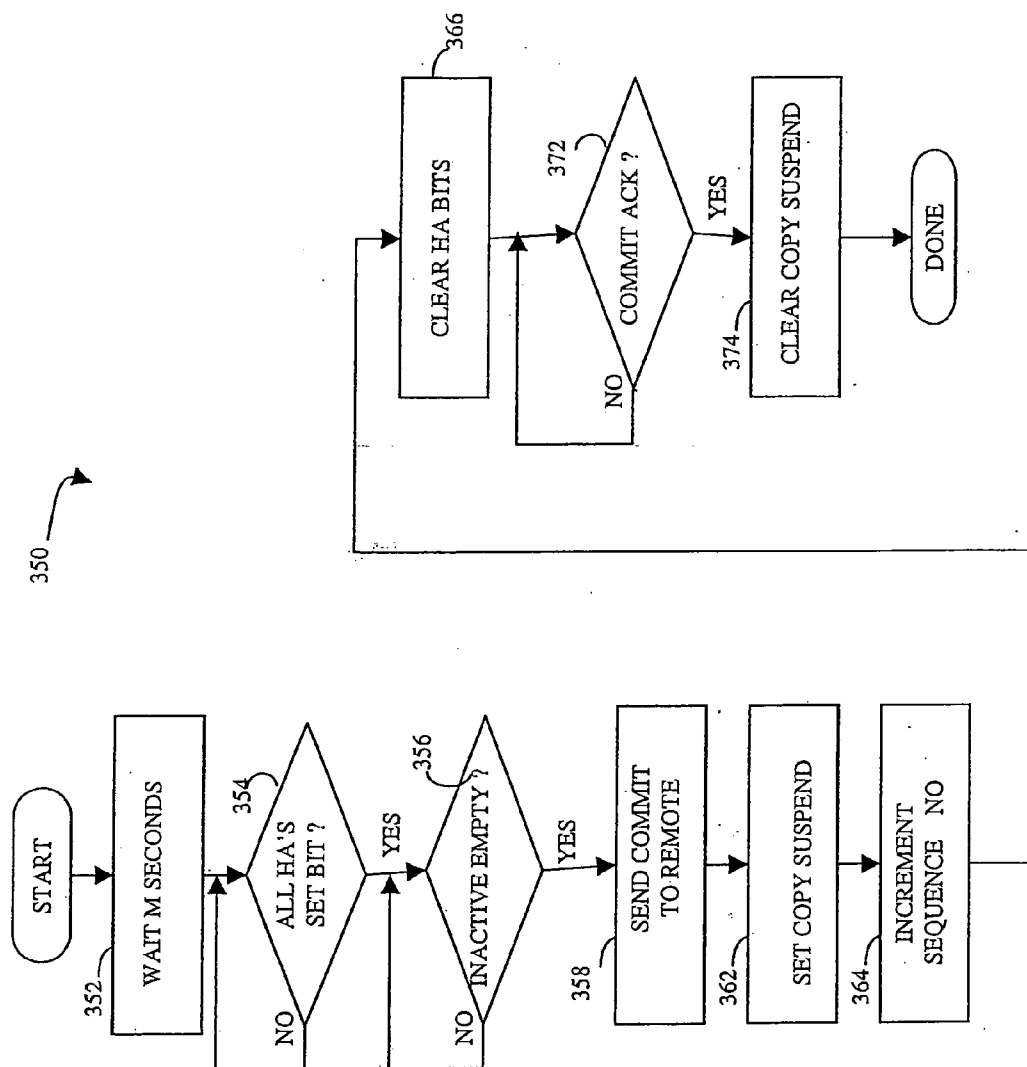 350
START
352
WAIT M SECONDS
354
ALL HA'S
SET BIT ?
NO
YES
356
INACTIVE EMPTY ?
NO
YES
358
SEND COMMIT
TO REMOTE
362
SET COPY SUSPEND
364
INCREMENT
SEQUENCE NO
366
CLEAR HA BITS
372
COMMIT ACK ?
NO
YES
374
CLEAR COPY SUSPEND
DONE